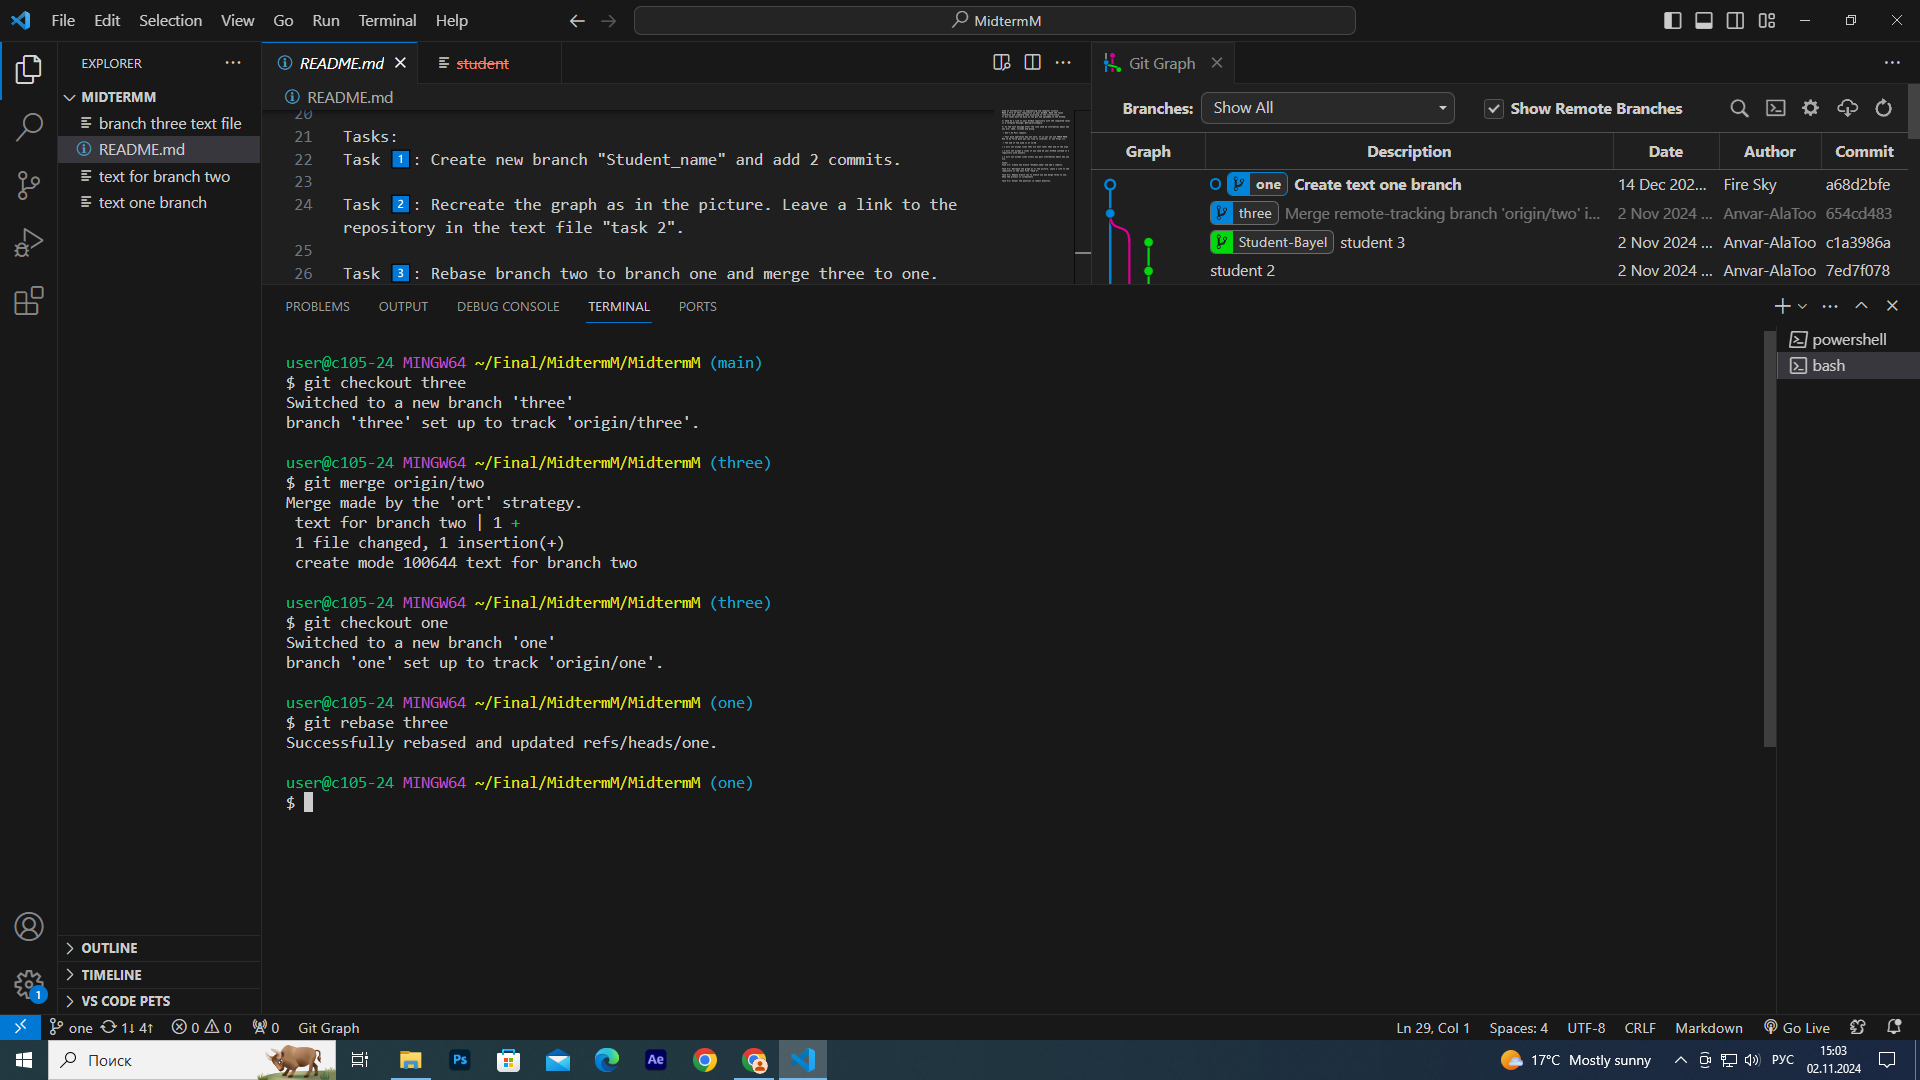 File Edit Selection View Go Run Terminal Help
MidtermM
EXPLORER
MIDTERMM
branch three text file
README.md
text for branch two
text one branch
OUTLINE
TIMELINE
VS CODE PETS
README.md
student
README.md
20
21 Tasks:
22 Task 1: Create new branch "Student_name" and add 2 commits.
23
24 Task 2: Recreate the graph as in the picture. Leave a link to the
repository in the text file "task 2".
25
26 Task 3: Rebase branch two to branch one and merge three to one.
Git Graph
Branches: Show All Show Remote Branches
Graph Description Date Author Commit
one Create text one branch 14 Dec 202... Fire Sky a68d2bfe
three Merge remote-tracking branch 'origin/two' i... 2 Nov 2024 ... Anvar-AlaToo 654cd483
Student-Bayel student 3 2 Nov 2024 ... Anvar-AlaToo c1a3986a
student 2 2 Nov 2024 ... Anvar-AlaToo 7ed7f078
PROBLEMS OUTPUT DEBUG CONSOLE TERMINAL PORTS
powershell
bash
user@c105-24 MINGW64 ~/Final/MidtermM/MidtermM (main)
$ git checkout three
Switched to a new branch 'three'
branch 'three' set up to track 'origin/three'.
user@c105-24 MINGW64 ~/Final/MidtermM/MidtermM (three)
$ git merge origin/two
Merge made by the 'ort' strategy.
text for branch two | 1 +
1 file changed, 1 insertion(+)
create mode 100644 text for branch two
user@c105-24 MINGW64 ~/Final/MidtermM/MidtermM (three)
$ git checkout one
Switched to a new branch 'one'
branch 'one' set up to track 'origin/one'.
user@c105-24 MINGW64 ~/Final/MidtermM/MidtermM (one)
$ git rebase three
Successfully rebased and updated refs/heads/one.
user@c105-24 MINGW64 ~/Final/MidtermM/MidtermM (one)
$
1
one 1↓ 4↑ 0 0 0 Git Graph
Ln 29, Col 1 Spaces: 4 UTF-8 CRLF Markdown Go Live
Поиск
Ps
Ae
17°C Mostly sunny
РУС
15:03
02.11.2024